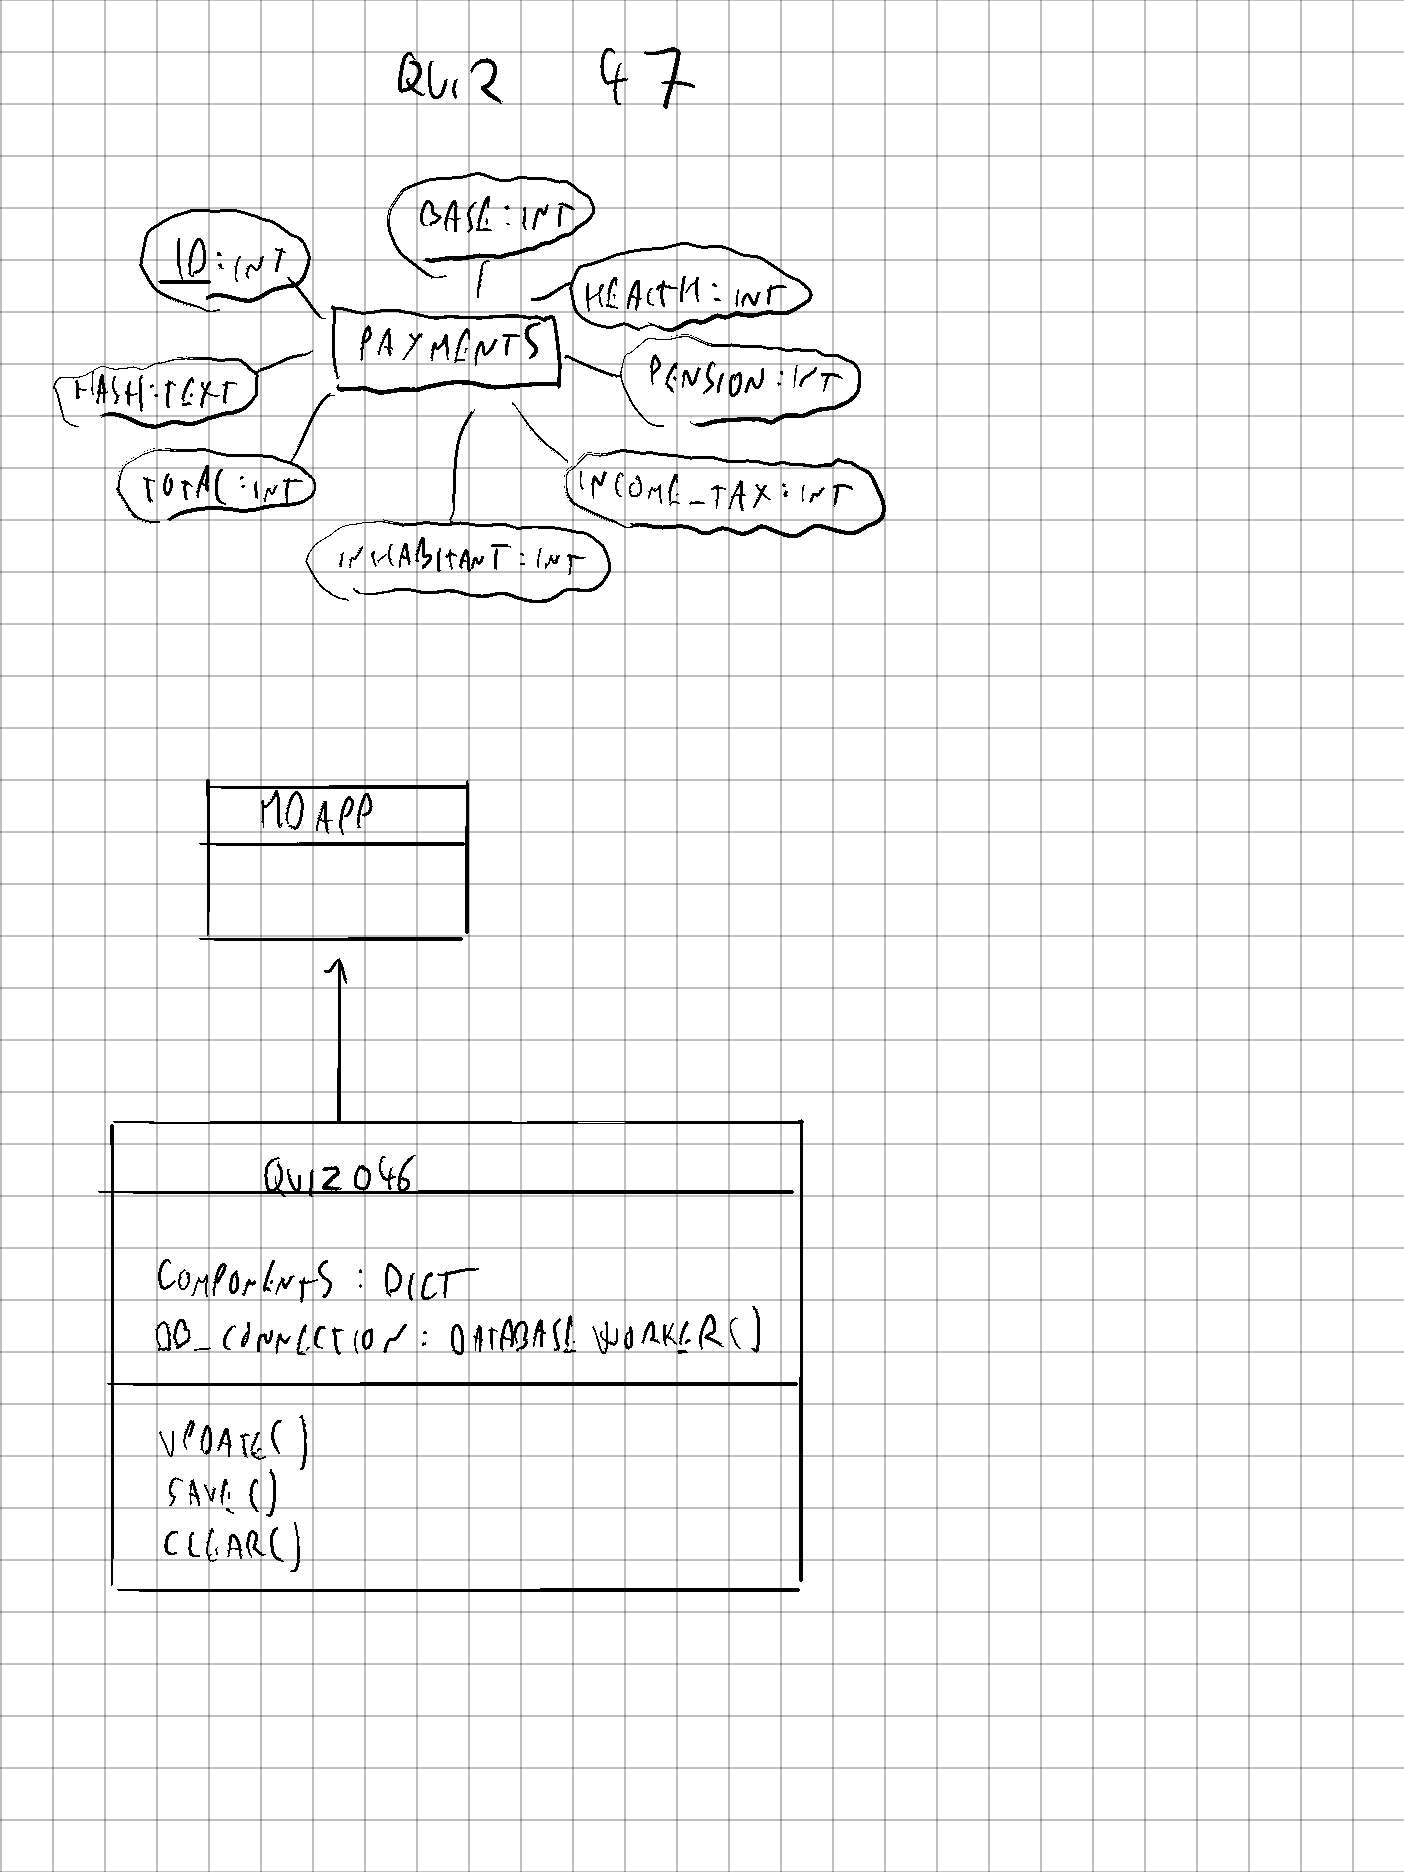 QUIZ 47
BASE:INT
ID:INT
HEALTH:INT
PAYMENTS
PENSION:INT
HASH:TEXT
TOTAL:INT
INCOME_TAX:INT
INHABITANT:INT
MDAPP
QUIZ046
COMPONENTS : DICT
DB_CONNECTION : DATABASE WORKER()
UPDATE()
SAVE()
CLEAR()